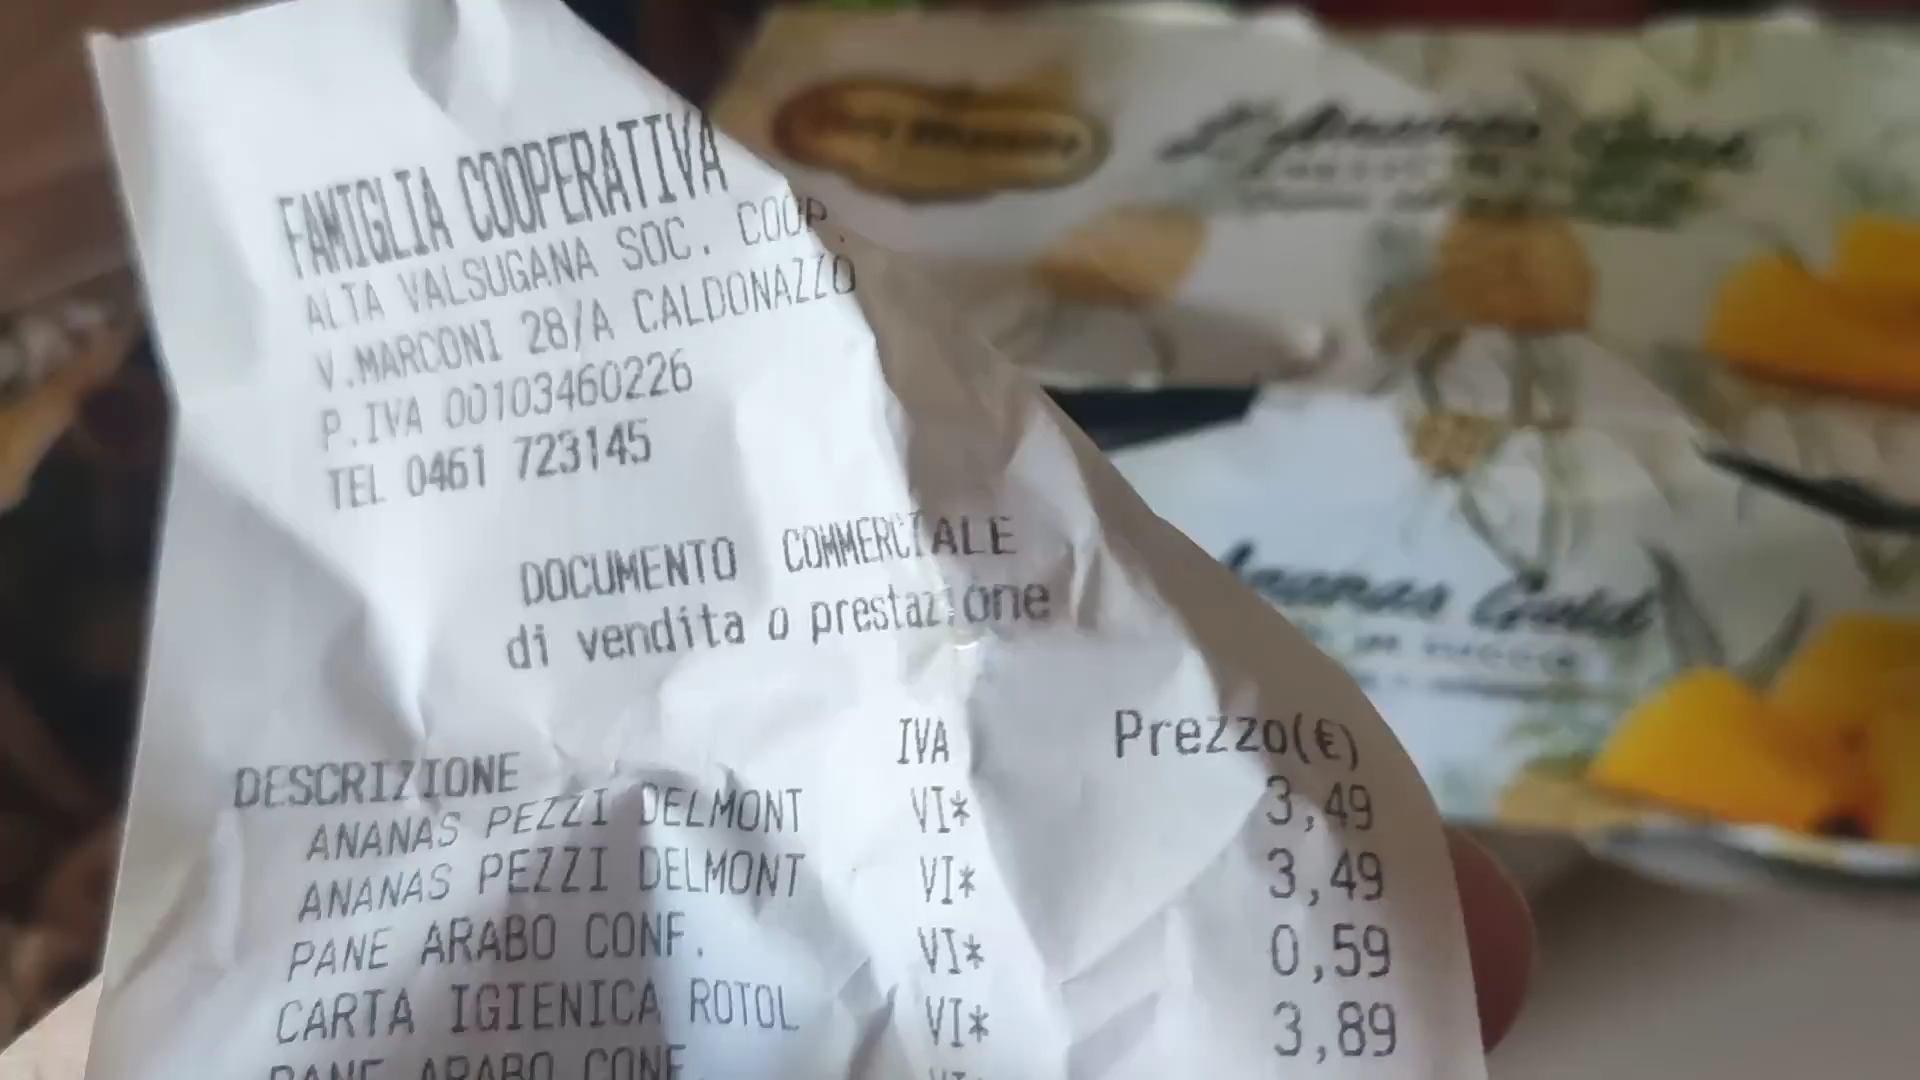 FAMIGLIA COOPERATIVA
ALTA VALSUGANA SOC. COOP.
V.MARCONI 28/A CALDONAZZO
P.IVA 00103460226
TEL 0461 723145
DOCUMENTO COMMERCIALE
di vendita o prestazione
DESCRIZIONE IVA Prezzo(€)
ANANAS PEZZI DELMONT VI* 3,49
ANANAS PEZZI DELMONT VI* 3,49
PANE ARABO CONF. VI* 0,59
CARTA IGIENICA ROTOL VI* 3,89
PANE ARABO CONF.
Ananas Gold